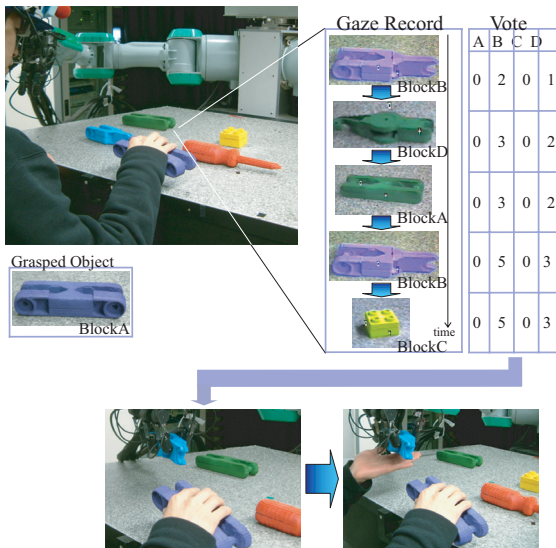 Gaze Record
Vote
A B C D
BlockB
0 2 0 1
BlockD
0 3 0 2
BlockA
0 3 0 2
BlockB
0 5 0 3
BlockC
0 5 0 3
time
Grasped Object
BlockA